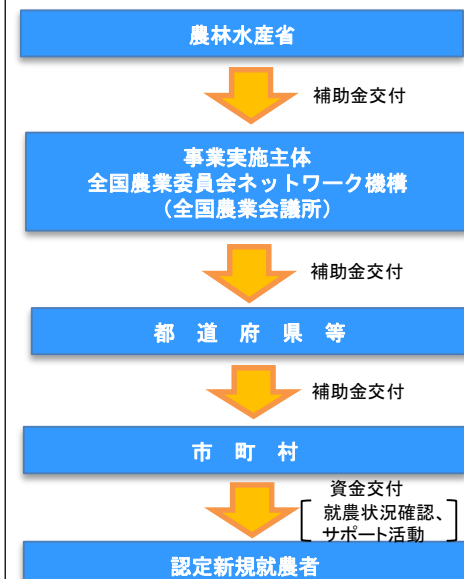 農林水産省
補助金交付
事業実施主体
全国農業委員会ネットワーク機構
（全国農業会議所）
補助金交付
都　道　府　県　等
補助金交付
市　町　村
資金交付
就農状況確認、
サポート活動
認定新規就農者